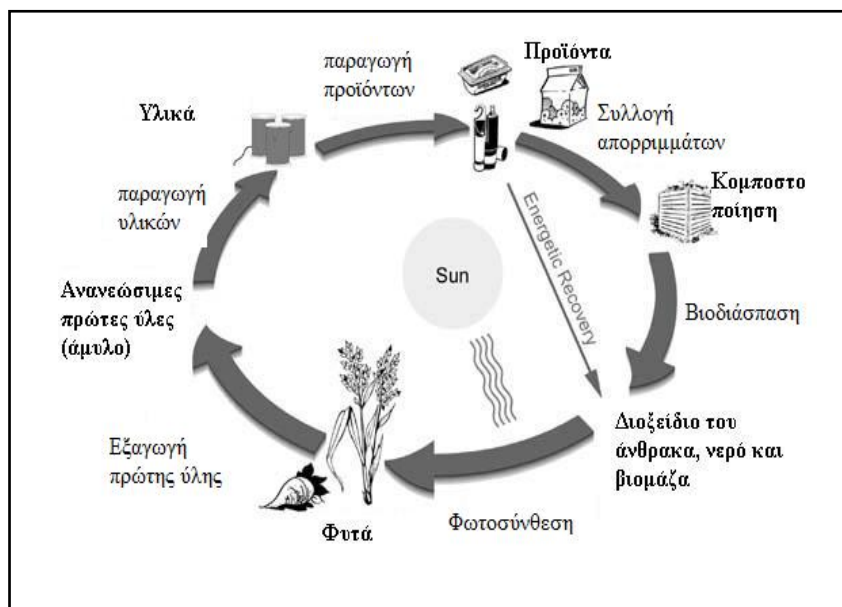 Προϊόντα
παραγωγή
προϊόντων
Υλικά
Συλλογή
απορριμμάτων
Κομποστο
ποίηση
παραγωγή
υλικών
Energetic Recovery
Sun
Ανανεώσιμες
πρώτες ύλες
(άμυλο)
Βιοδιάσπαση
Διοξείδιο του
άνθρακα, νερό και
βιομάζα
Εξαγωγή
πρώτης ύλης
Φωτοσύνθεση
Φυτά